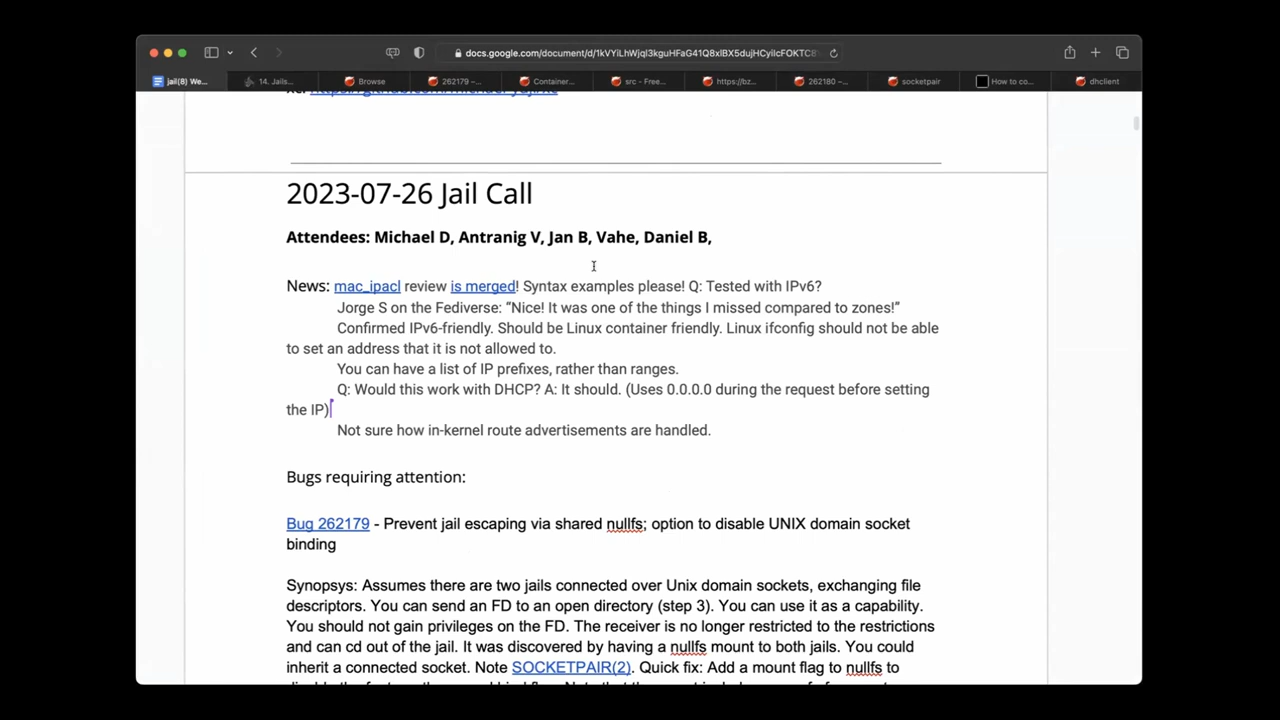 docs.google.com/document/d/1kVYiLhWjqI3kguHFaG41Q8xlBX5dujHCyilcFOKTC8
jail(8) We...
14. Jails...
Browse
262179 –...
Container...
src - Free...
https://bz...
262180 –...
socketpair
How to co...
dhclient
2023-07-26 Jail Call
Attendees: Michael D, Antranig V, Jan B, Vahe, Daniel B,
News: mac_ipacl review is merged! Syntax examples please! Q: Tested with IPv6?
Jorge S on the Fediverse: “Nice! It was one of the things I missed compared to zones!”
Confirmed IPv6-friendly. Should be Linux container friendly. Linux ifconfig should not be able
to set an address that it is not allowed to.
You can have a list of IP prefixes, rather than ranges.
Q: Would this work with DHCP? A: It should. (Uses 0.0.0.0 during the request before setting
the IP)
Not sure how in-kernel route advertisements are handled.
Bugs requiring attention:
Bug 262179 - Prevent jail escaping via shared nullfs; option to disable UNIX domain socket
binding
Synopsys: Assumes there are two jails connected over Unix domain sockets, exchanging file
descriptors. You can send an FD to an open directory (step 3). You can use it as a capability.
You should not gain privileges on the FD. The receiver is no longer restricted to the restrictions
and can cd out of the jail. It was discovered by having a nullfs mount to both jails. You could
inherit a connected socket. Note SOCKETPAIR(2). Quick fix: Add a mount flag to nullfs to